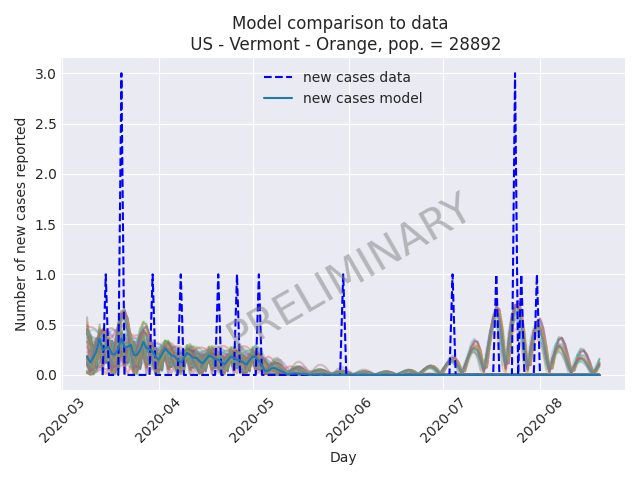 Model comparison to data
US - Vermont - Orange, pop. = 28892
new cases data
new cases model
Number of new cases reported
3.0
2.5
2.0
1.5
1.0
0.5
0.0
PRELIMINARY
2020-03
2020-04
2020-05
2020-06
2020-07
2020-08
Day